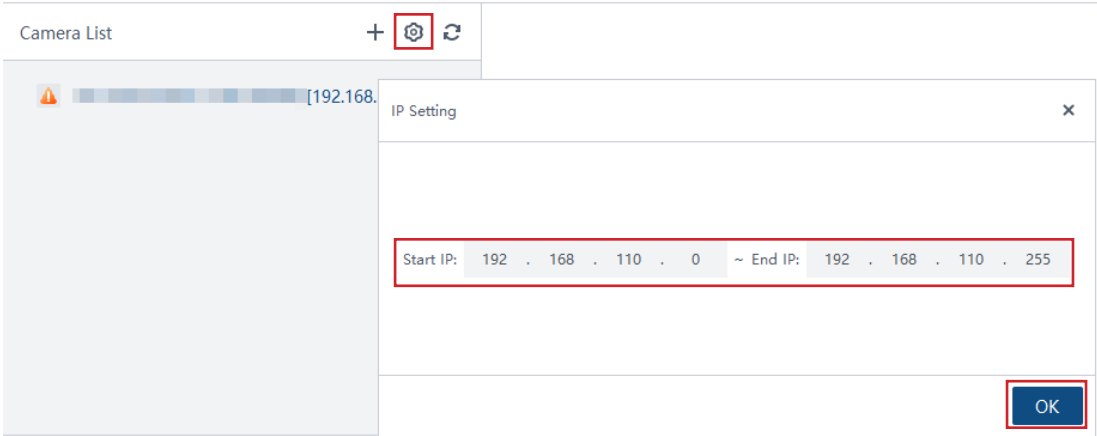 Camera List
[192.168.
IP Setting
Start IP: 192 . 168 . 110 . 0 ~ End IP: 192 . 168 . 110 . 255
OK